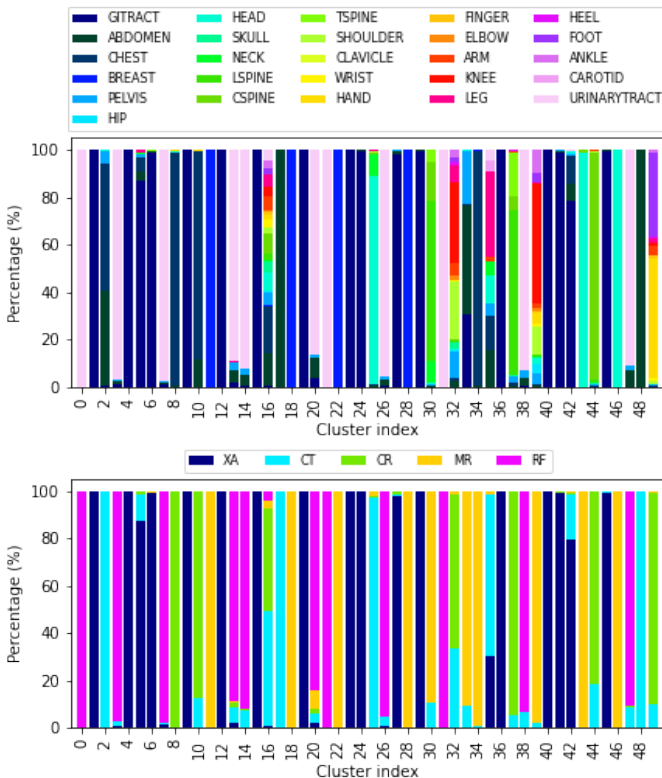 GITRACT HEAD TSPINE FINGER HEEL
ABDOMEN SKULL SHOULDER ELBOW FOOT
CHEST NECK CLAVICLE ARM ANKLE
BREAST LSPINE WRIST KNEE CAROTID
PELVIS CSPINE HAND LEG URINARYTRACT
HIP
Percentage (%)
100
80
60
40
20
0
0 2 4 6 8 10 12 14 16 18 20 22 24 26 28 30 32 34 36 38 40 42 44 46 48
Cluster index
XA CT CR MR RF
Percentage (%)
100
80
60
40
20
0
0 2 4 6 8 10 12 14 16 18 20 22 24 26 28 30 32 34 36 38 40 42 44 46 48
Cluster index